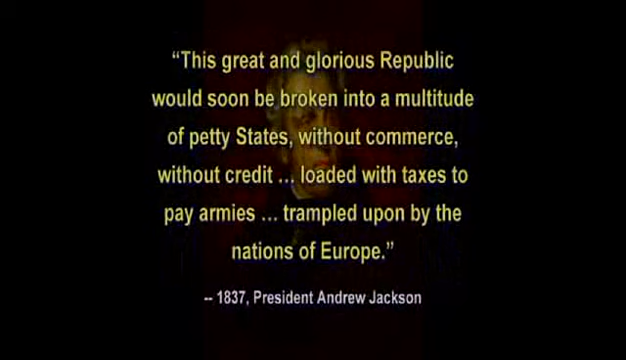 “This great and glorious Republic
would soon be broken into a multitude
of petty States, without commerce,
without credit ... loaded with taxes to
pay armies ... trampled upon by the
nations of Europe.”
-- 1837, President Andrew Jackson